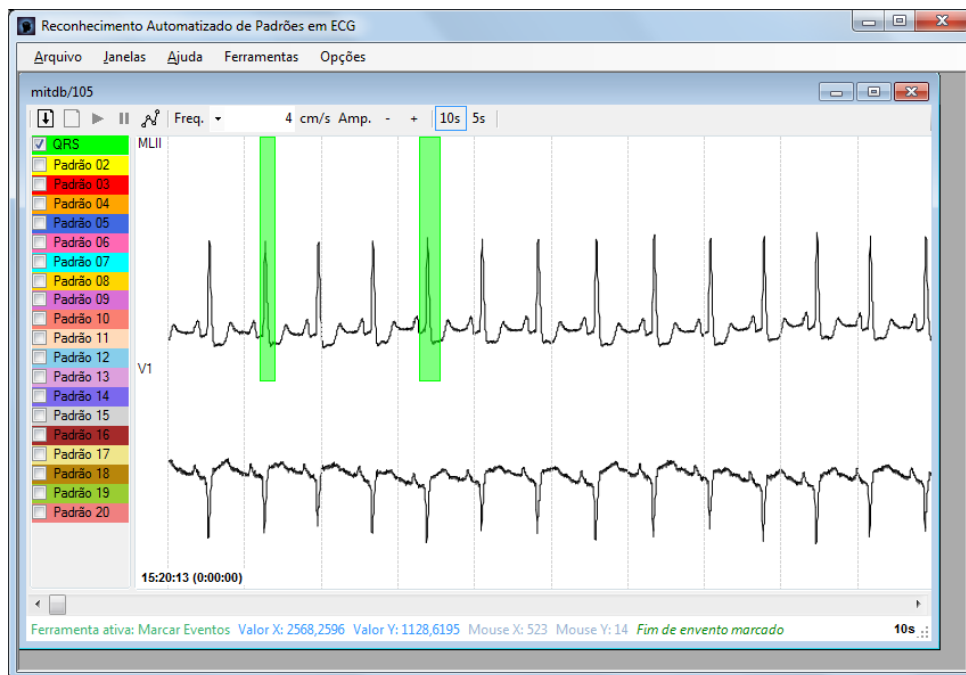 Reconhecimento Automatizado de Padrões em ECG
Arquivo Janelas Ajuda Ferramentas Opções
mitdb/105
Freq. 4 cm/s Amp. - + 10s 5s
QRS
Padrão 02
Padrão 03
Padrão 04
Padrão 05
Padrão 06
Padrão 07
Padrão 08
Padrão 09
Padrão 10
Padrão 11
Padrão 12
Padrão 13
Padrão 14
Padrão 15
Padrão 16
Padrão 17
Padrão 18
Padrão 19
Padrão 20
MLII
V1
15:20:13 (0:00:00)
Ferramenta ativa: Marcar Eventos Valor X: 2568,2596 Valor Y: 1128,6195 Mouse X: 523 Mouse Y: 14 Fim de envento marcado 10s